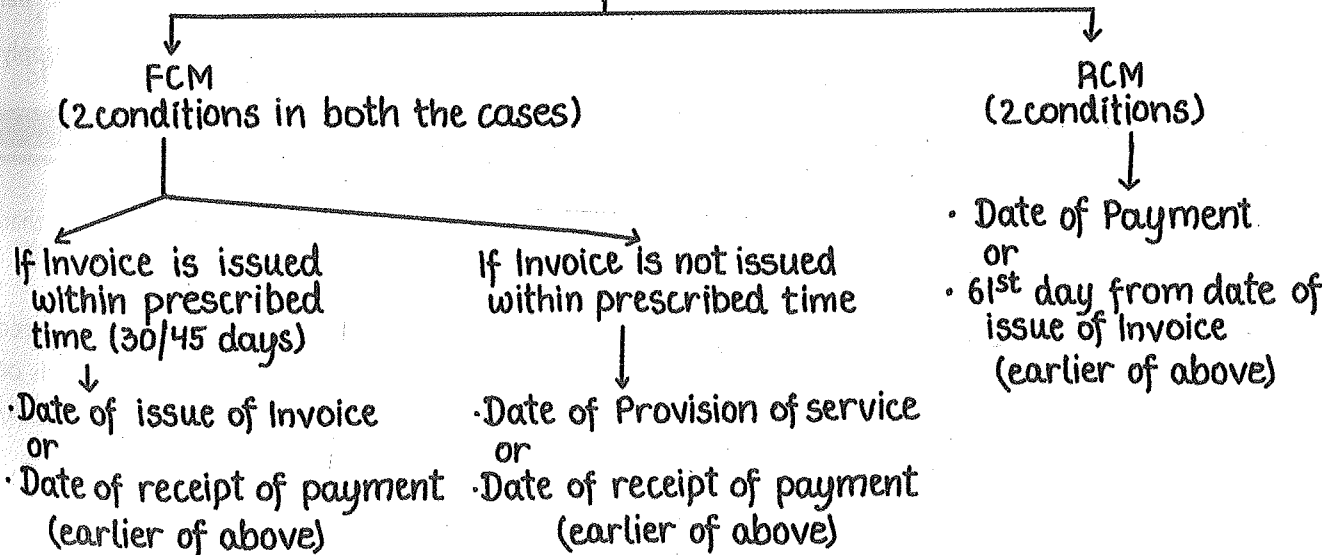 FCM
(2 conditions in both the cases)
If Invoice is issued
within prescribed
time (30/45 days)
·Date of issue of Invoice
or
·Date of receipt of payment
(earlier of above)
If Invoice is not issued
within prescribed time
·Date of Provision of service
or
·Date of receipt of payment
(earlier of above)
RCM
(2 conditions)
· Date of Payment
or
· 61st day from date of
issue of Invoice
(earlier of above)